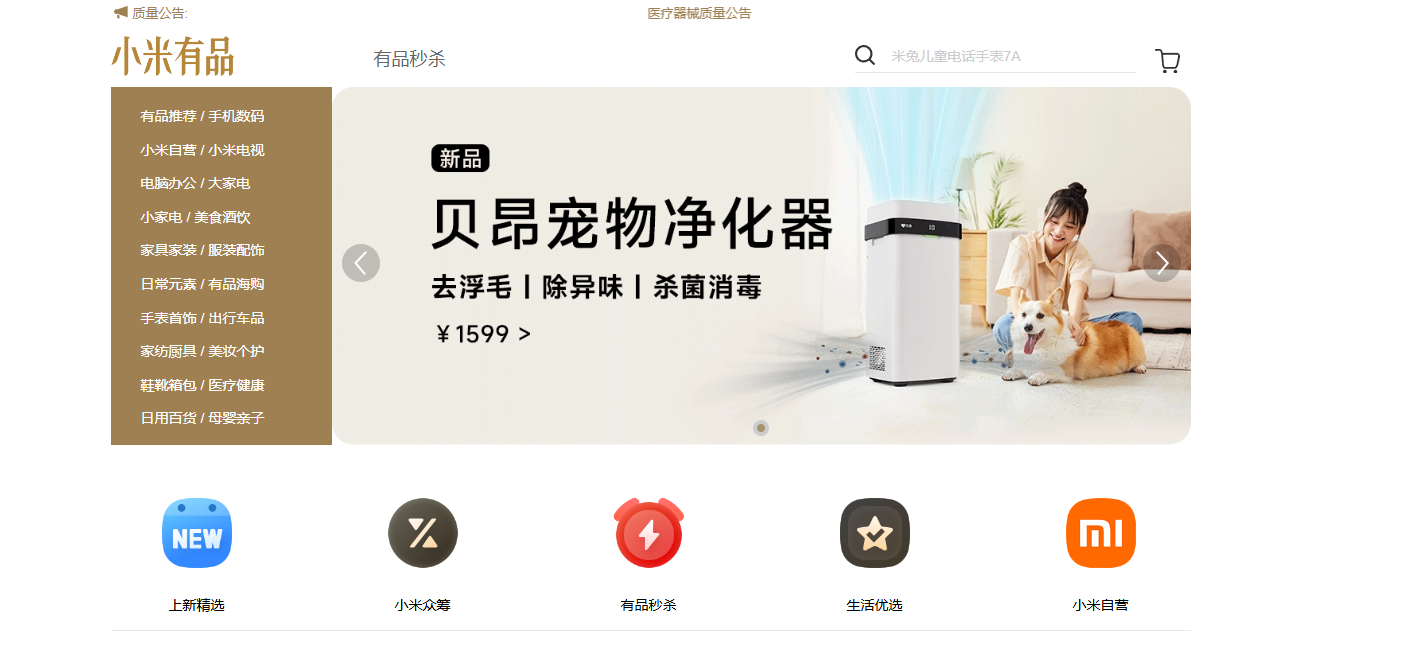 质量公告:
医疗器械质量公告
小米有品
有品秒杀
米兔儿童电话手表7A
有品推荐 / 手机数码
小米自营 / 小米电视
电脑办公 / 大家电
小家电 / 美食酒饮
家具家装 / 服装配饰
日常元素 / 有品海购
手表首饰 / 出行车品
家纺厨具 / 美妆个护
鞋靴箱包 / 医疗健康
日用百货 / 母婴亲子
新品
贝昂宠物净化器
去浮毛丨除异味丨杀菌消毒
¥1599 >
NEW
上新精选
小米众筹
有品秒杀
生活优选
小米自营